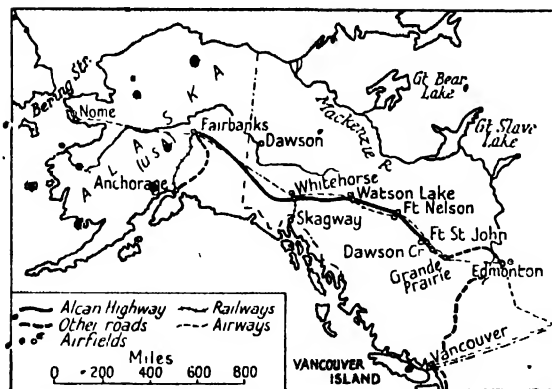 Bering Str.
Nome
ALASKA
(USA)
Fairbanks
Anchorage
Dawson
Mackenzie R
Gt Bear
Lake
Gt Slave
Lake
Whitehorse
Skagway
Watson Lake
Ft Nelson
Ft St John
Dawson Cr
Grande
Prairie
Edmonton
Vancouver
VANCOUVER
ISLAND
Alcan Highway
Railways
Other roads
Airways
Airfields
Miles
0 200 400 600 800